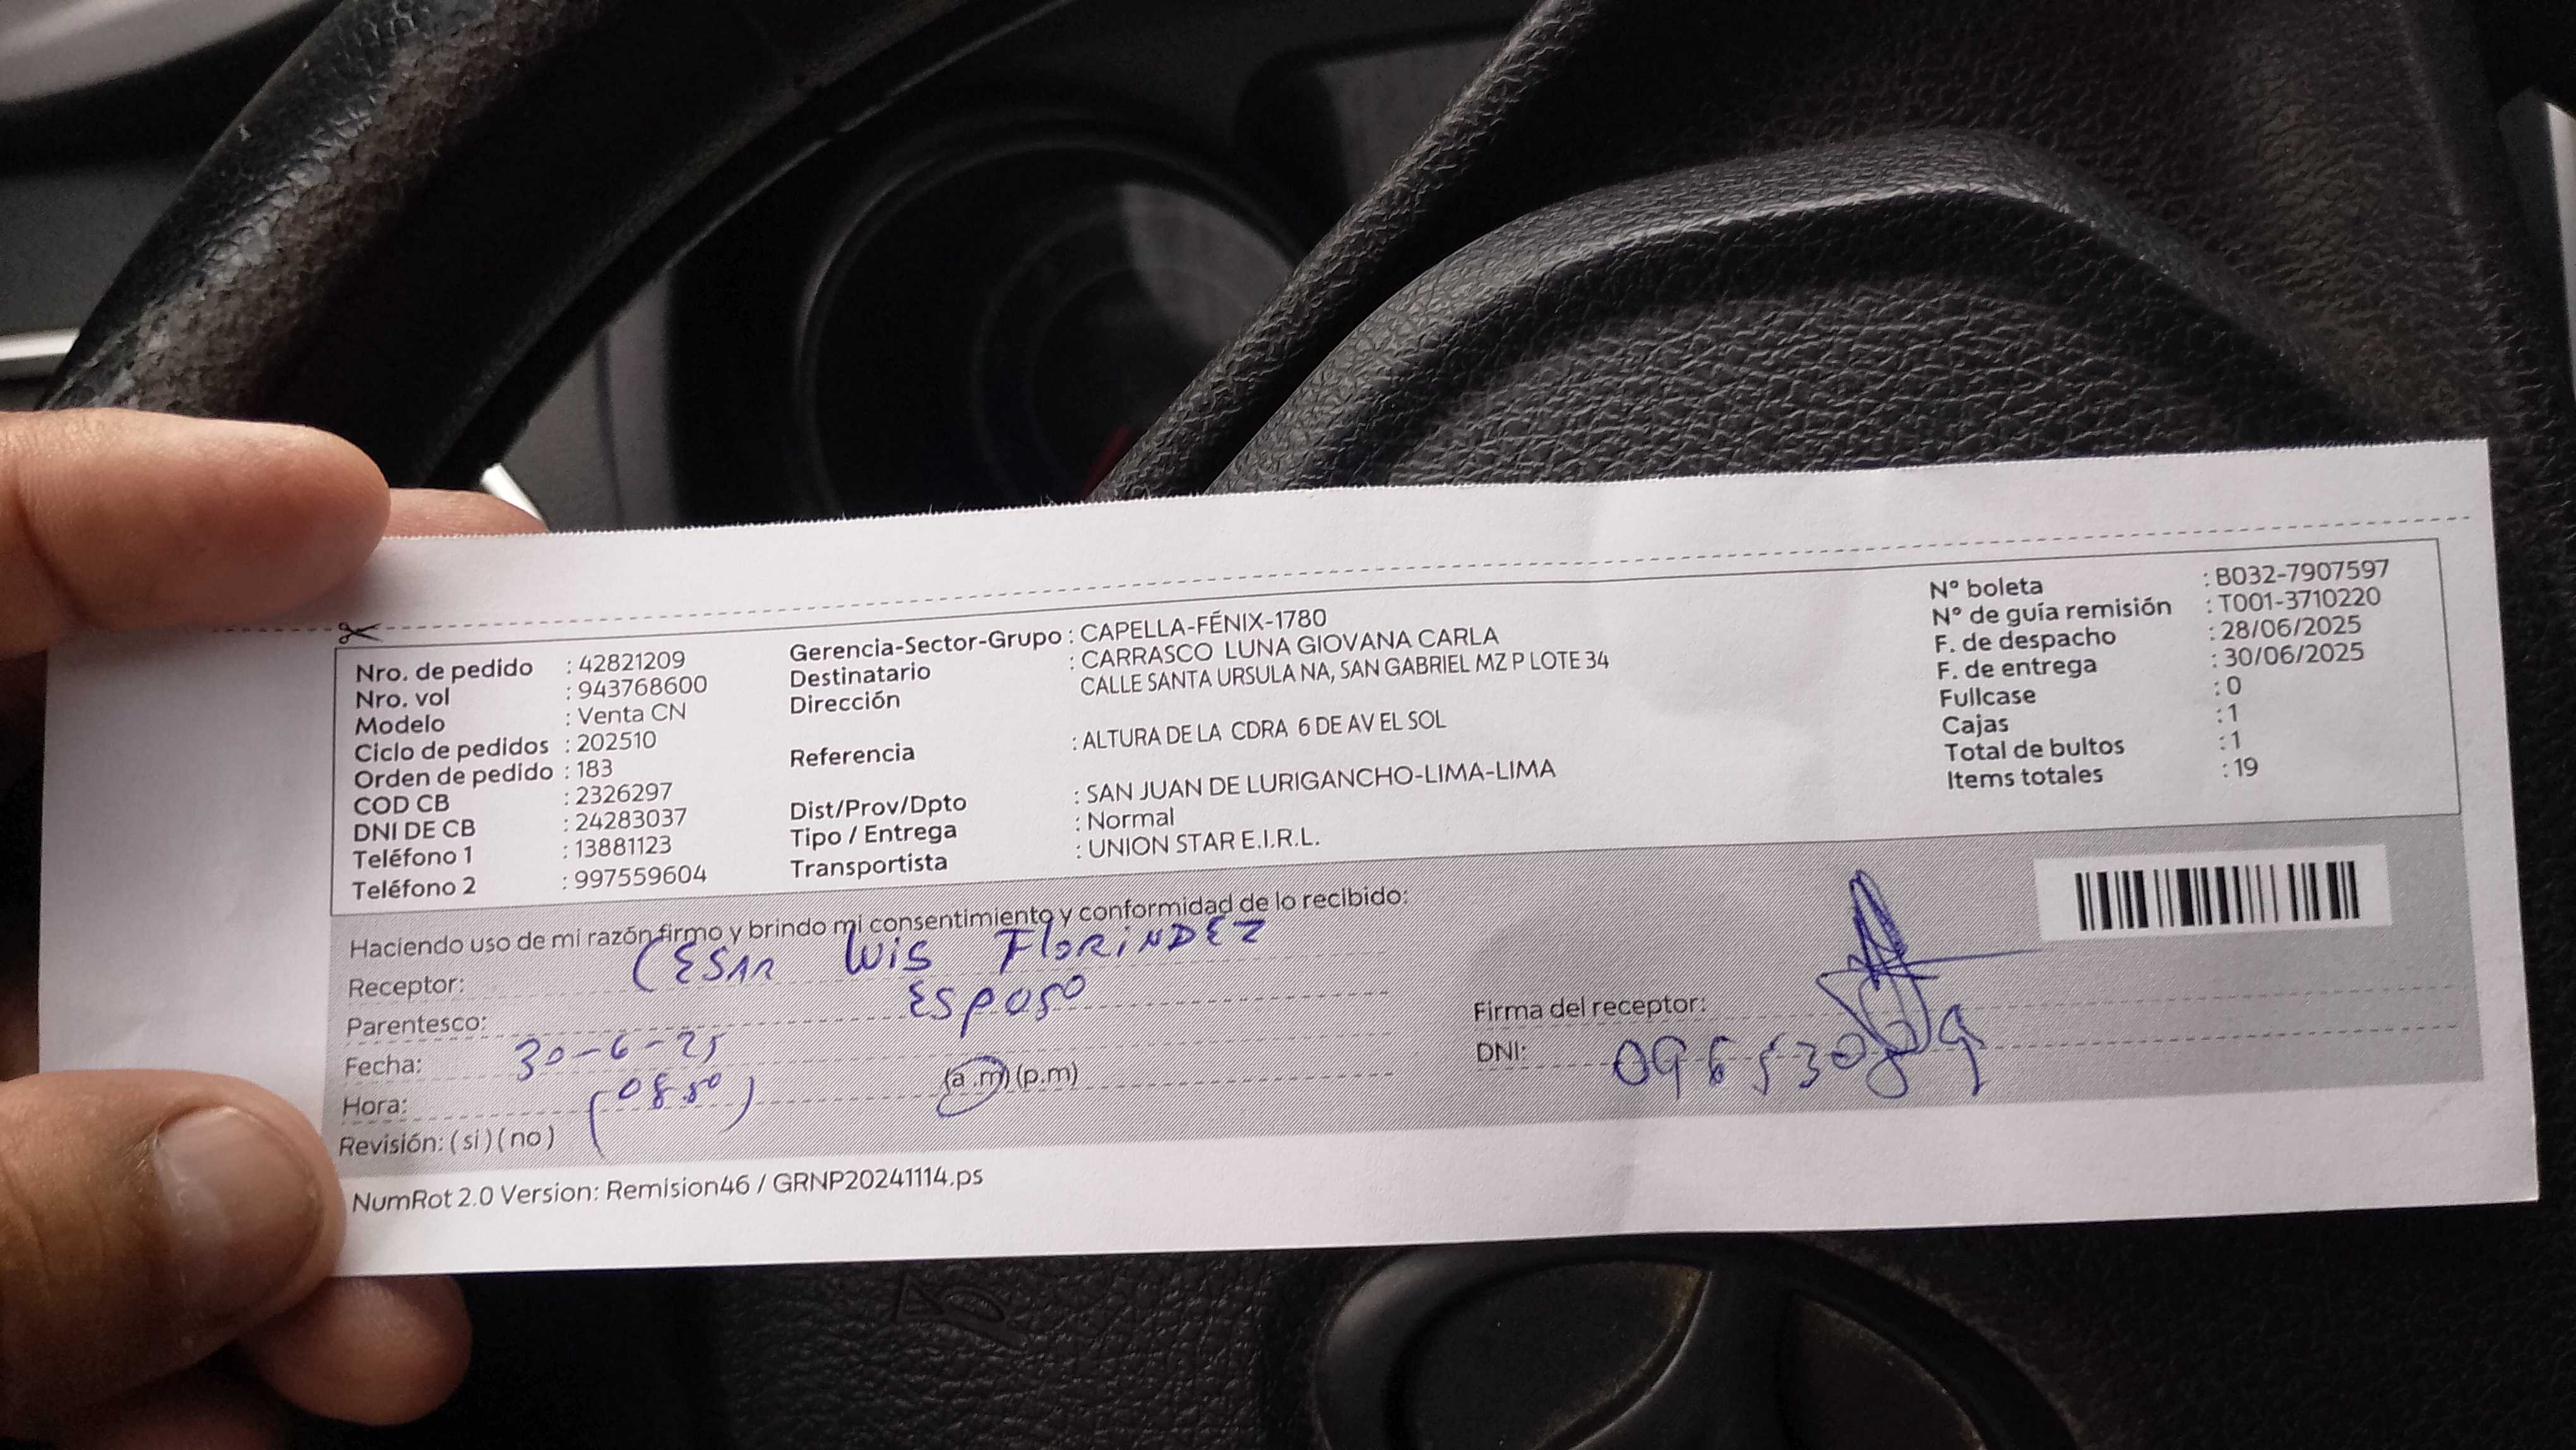 Nro. de pedido : 42821209
Nro. vol : 943768600
Modelo : Venta CN
Ciclo de pedidos : 202510
Orden de pedido : 183
COD CB : 2326297
DNI DE CB : 24283037
Teléfono 1 : 13881123
Teléfono 2 : 997559604
Gerencia-Sector-Grupo : CAPELLA-FÉNIX-1780
Destinatario : CARRASCO LUNA GIOVANA CARLA
Dirección CALLE SANTA URSULA NA, SAN GABRIEL MZ P LOTE 34
Referencia : ALTURA DE LA CDRA 6 DE AV EL SOL
Dist/Prov/Dpto : SAN JUAN DE LURIGANCHO-LIMA-LIMA
Tipo / Entrega : Normal
Transportista : UNION STAR E.I.R.L.
Nº boleta : B032-7907597
Nº de guía remisión : T001-3710220
F. de despacho : 28/06/2025
F. de entrega : 30/06/2025
Fullcase : 0
Cajas : 1
Total de bultos : 1
Items totales : 19
Haciendo uso de mi razón firmo y brindo mi consentimiento y conformidad de lo recibido:
Receptor: CESAR LUIS FLORINDEZ
Parentesco: ESPOSO
Fecha: 30-6-25
Hora: (08:50) (a.m) (p.m)
Revisión: (si) (no)
Firma del receptor:
DNI:
NumRot 2.0 Version: Remision46 / GRNP20241114.ps